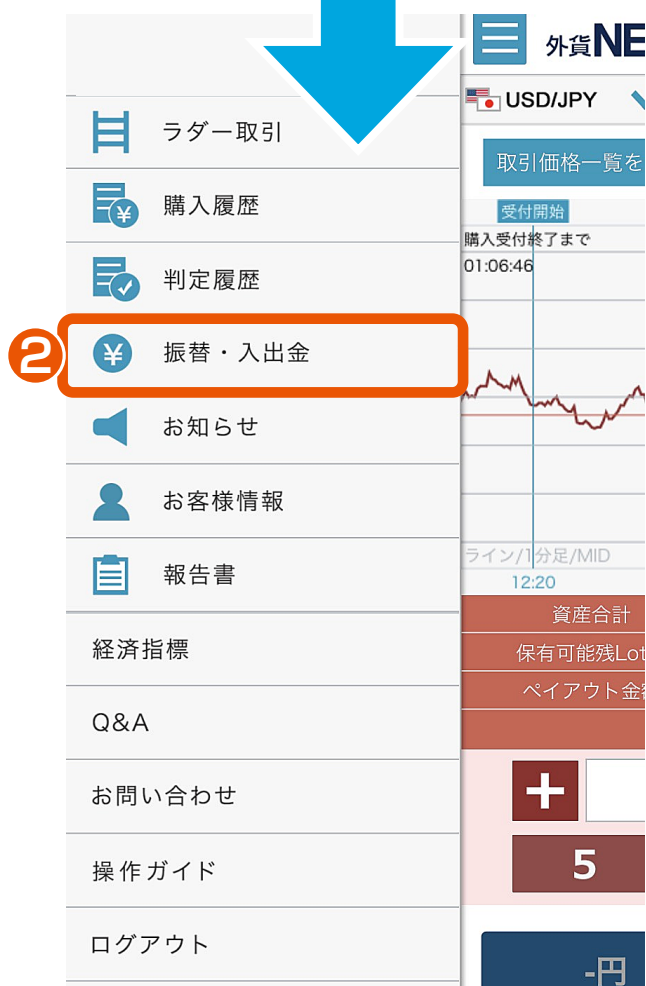 ラダー取引
購入履歴
判定履歴
2
振替・入出金
お知らせ
お客様情報
報告書
経済指標
Q&A
お問い合わせ
操作ガイド
ログアウト
外貨NE
USD/JPY
取引価格一覧を
受付開始
購入受付終了まで
01:06:46
ライン/1分足/MID
12:20
資産合計
保有可能残Lot
ペイアウト金
+
5
-円